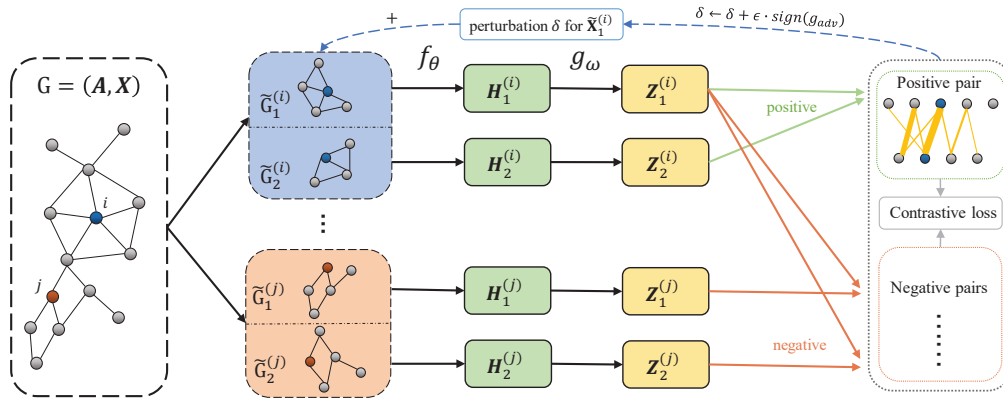 +
perturbation δ for X̃₁⁽ⁱ⁾
δ ← δ + ϵ · sign(g_adv)
G = (A, X)
f_θ
g_ω
G̃₁⁽ⁱ⁾
H₁⁽ⁱ⁾
Z₁⁽ⁱ⁾
positive
Positive pair
i
G̃₂⁽ⁱ⁾
H₂⁽ⁱ⁾
Z₂⁽ⁱ⁾
Contrastive loss
j
G̃₁⁽ʲ⁾
H₁⁽ʲ⁾
Z₁⁽ʲ⁾
Negative pairs
G̃₂⁽ʲ⁾
H₂⁽ʲ⁾
Z₂⁽ʲ⁾
negative